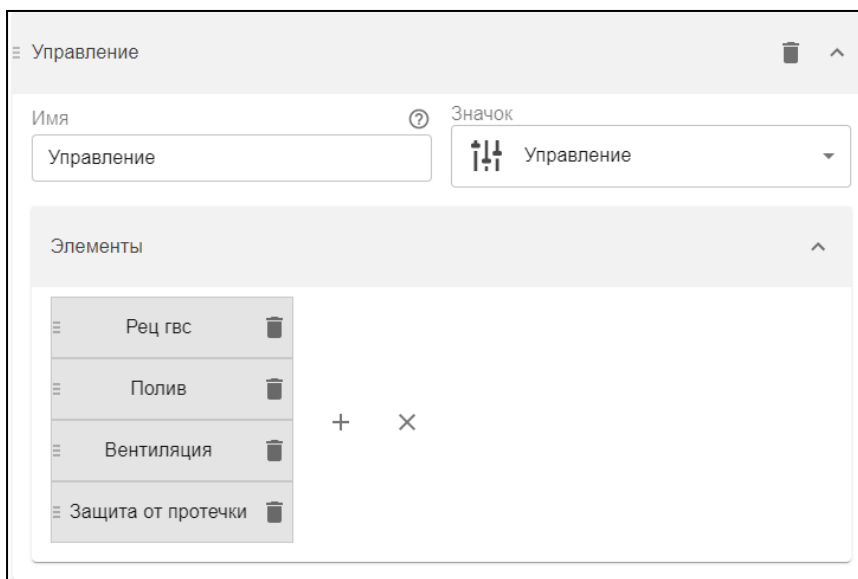 Управление
Имя
Значок
Управление
Управление
Элементы
Рец гвс
Полив
Вентиляция
Защита от протечки